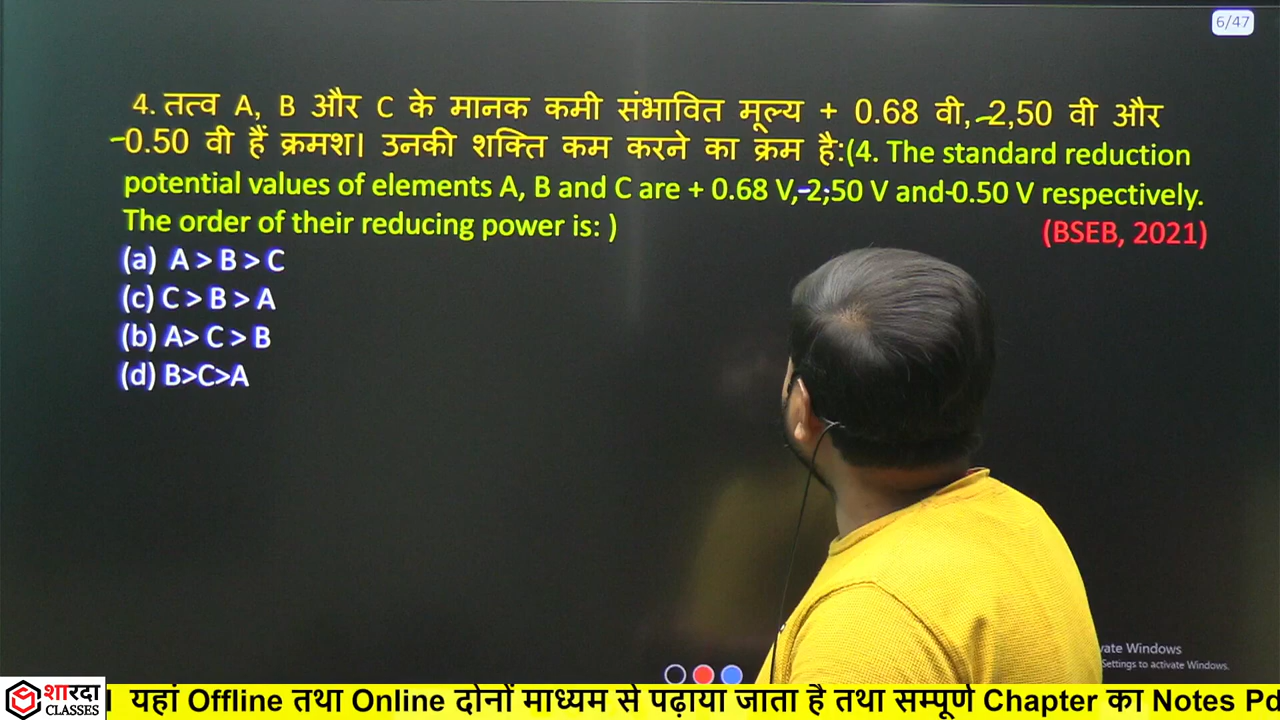 6/47
4. तत्व A, B और C के मानक कमी संभावित मूल्य + 0.68 वी,-2,50 वी और
-0.50 वी हैं क्रमश। उनकी शक्ति कम करने का क्रम है:(4. The standard reduction
potential values of elements A, B and C are + 0.68 V,-2;50 V and-0.50 V respectively.
The order of their reducing power is: )
(BSEB, 2021)
(a) A > B > C
(c) C > B > A
(b) A> C > B
(d) B>C>A
vate Windows
Settings to activate Windows.
शारदा
CLASSES
। यहां Offline तथा Online दोनों माध्यम से पढ़ाया जाता है तथा सम्पूर्ण Chapter का Notes